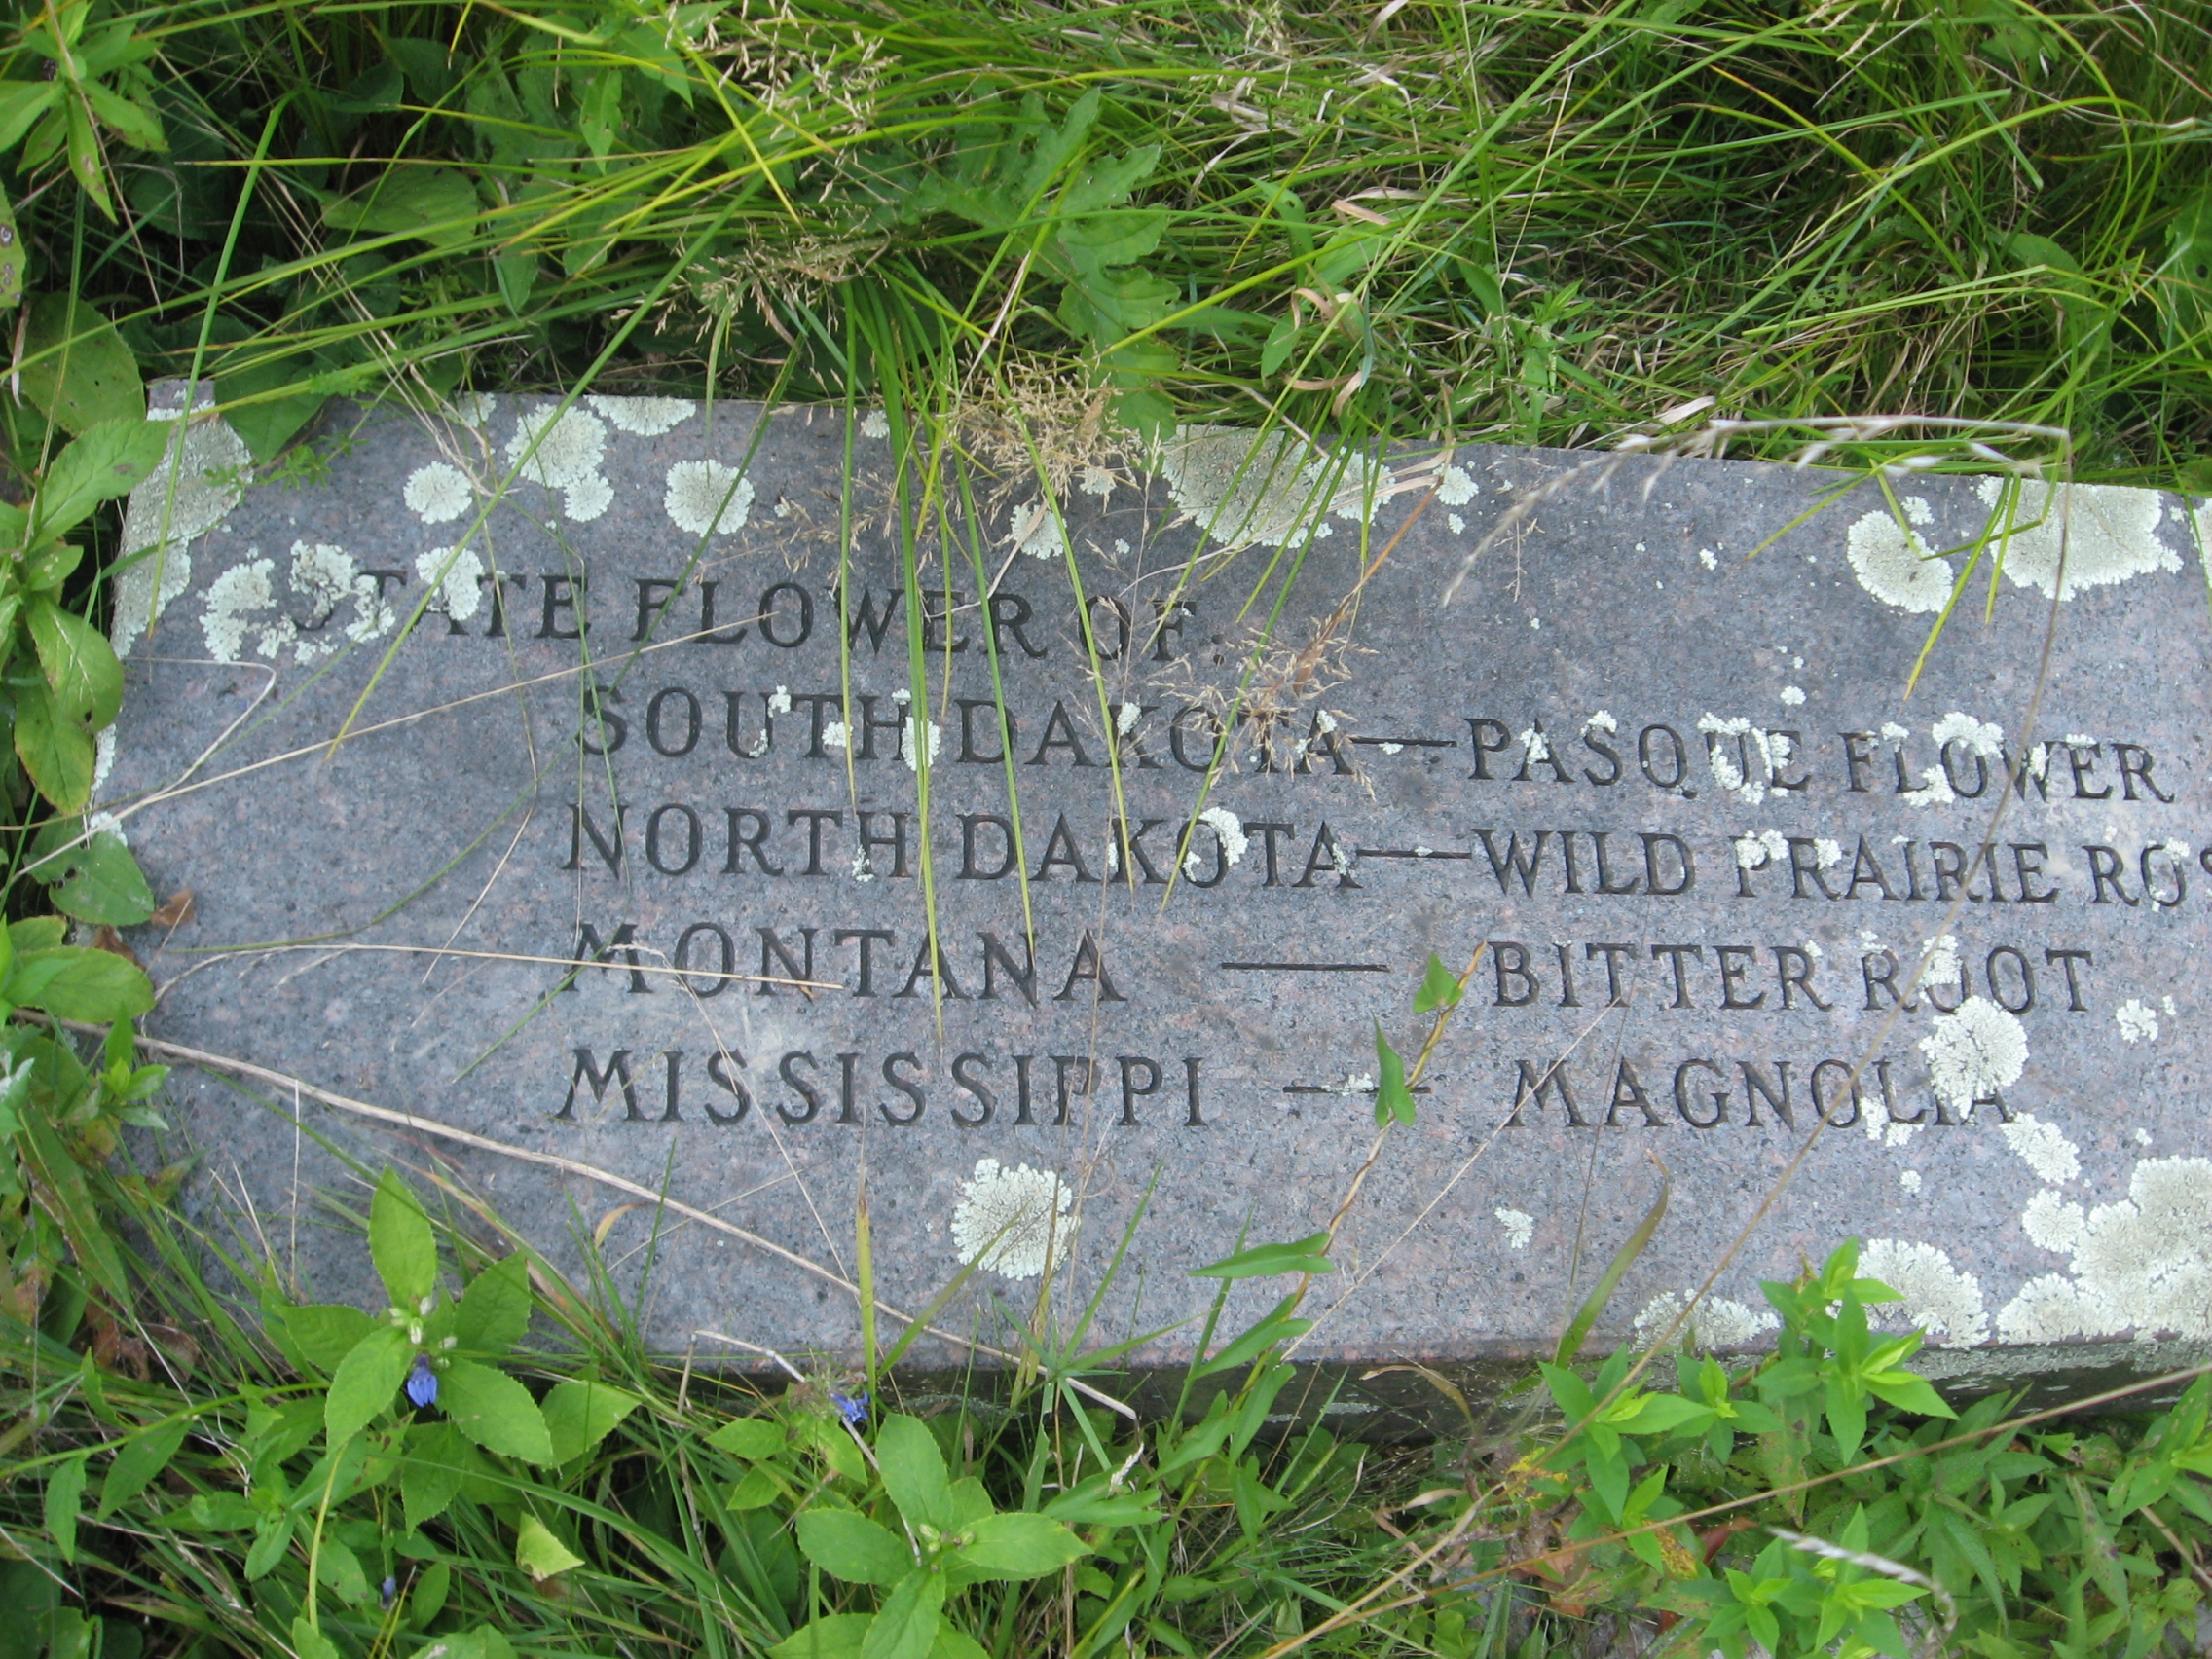 STATE FLOWER OF
SOUTH DAKOTA — PASQUE FLOWER
NORTH DAKOTA — WILD PRAIRIE
MONTANA — BITTER ROOT
MISSISSIPPI — MAGNOLIA